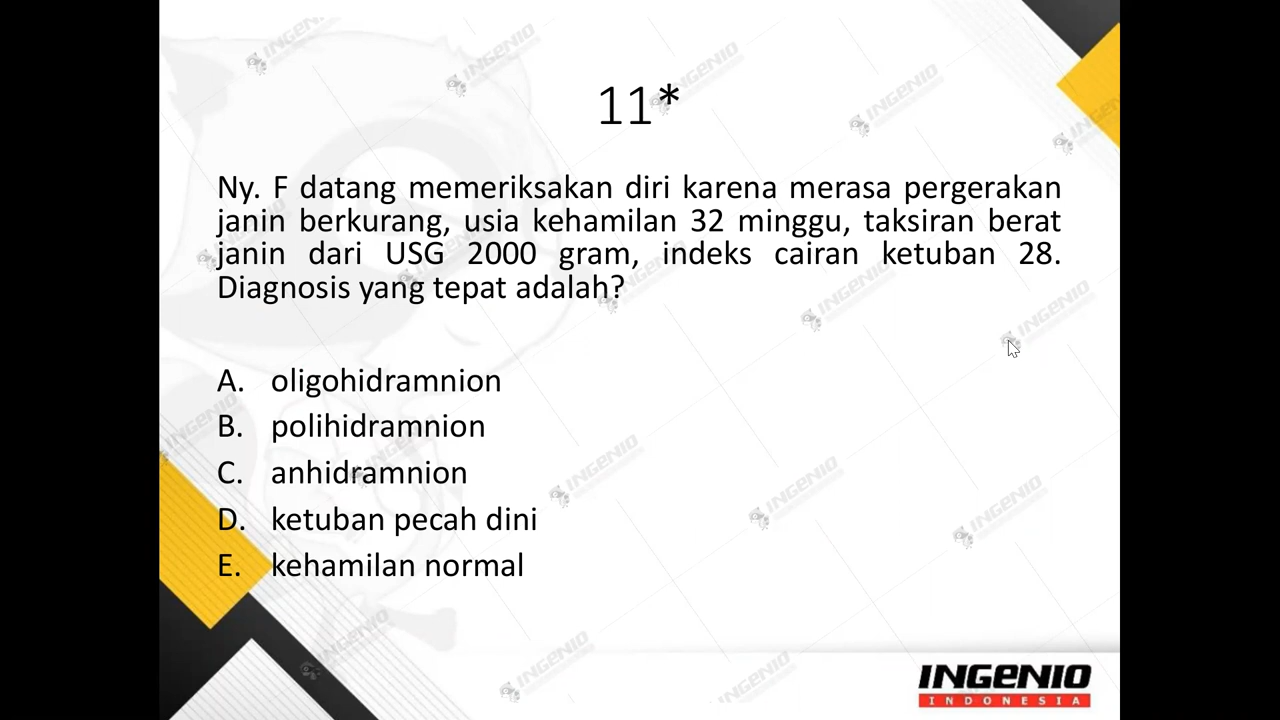 11*
Ny. F datang memeriksakan diri karena merasa pergerakan
janin berkurang, usia kehamilan 32 minggu, taksiran berat
janin dari USG 2000 gram, indeks cairan ketuban 28.
Diagnosis yang tepat adalah?
A. oligohidramnion
B. polihidramnion
C. anhidramnion
D. ketuban pecah dini
E. kehamilan normal
INGENIO
INDONESIA